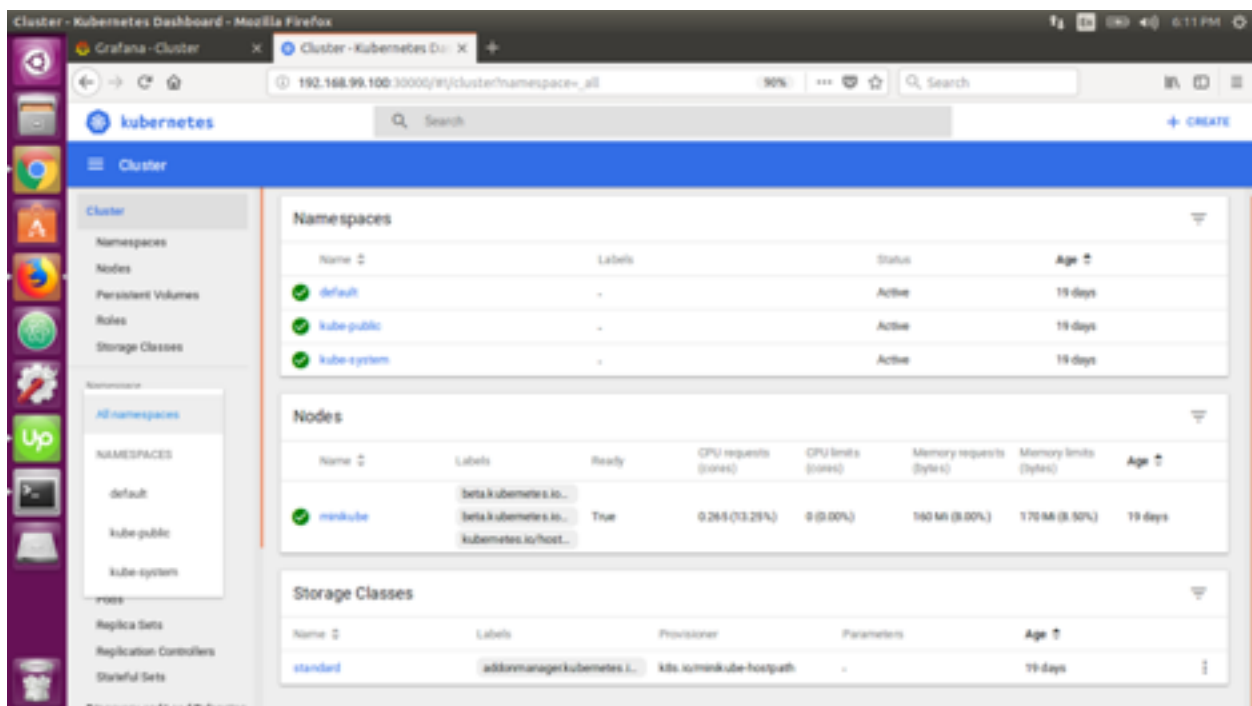 Cluster - Kubernetes Dashboard - Mozilla Firefox
En
6:11 PM
Grafana - Cluster
Cluster - Kubernetes Da
192.168.99.100:30000/#!/cluster?namespace=_all
90%
Search
kubernetes
Search
+ CREATE
Cluster
Cluster
Namespaces
Nodes
Persistent Volumes
Roles
Storage Classes
Namespace
All namespaces
NAMESPACES
default
kube-public
kube-system
Pods
Replica Sets
Replication Controllers
Stateful Sets
Namespaces
Name Labels Status Age
default - Active 19 days
kube-public - Active 19 days
kube-system - Active 19 days
Nodes
Name Labels Ready CPU requests (cores) CPU limits (cores) Memory requests (bytes) Memory limits (bytes) Age
beta.kubernetes.io...
minikube beta.kubernetes.io... True 0.265 (13.25%) 0 (0.00%) 160 Mi (8.00%) 170 Mi (8.50%) 19 days
kubernetes.io/host...
Storage Classes
Name Labels Provisioner Parameters Age
standard addonmanager.kubernetes.i... k8s.io/minikube-hostpath - 19 days
Up